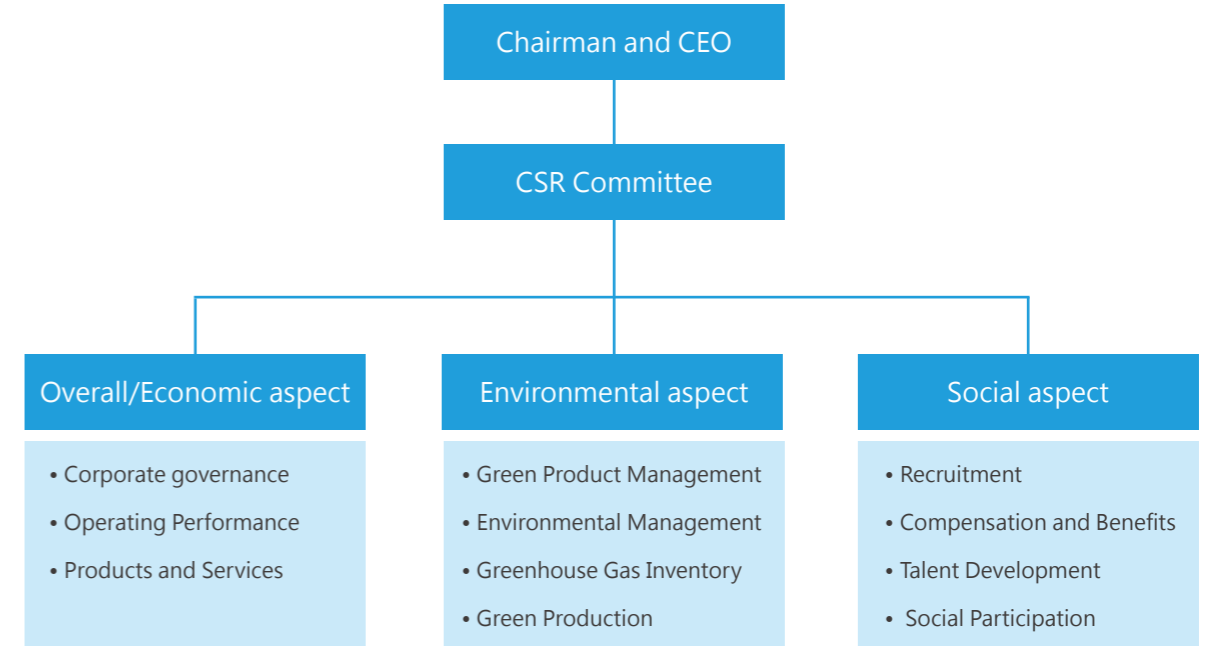 Chairman and CEO
CSR Committee
Overall/Economic aspect
• Corporate governance
• Operating Performance
• Products and Services
Environmental aspect
• Green Product Management
• Environmental Management
• Greenhouse Gas Inventory
• Green Production
Social aspect
• Recruitment
• Compensation and Benefits
• Talent Development
• Social Participation